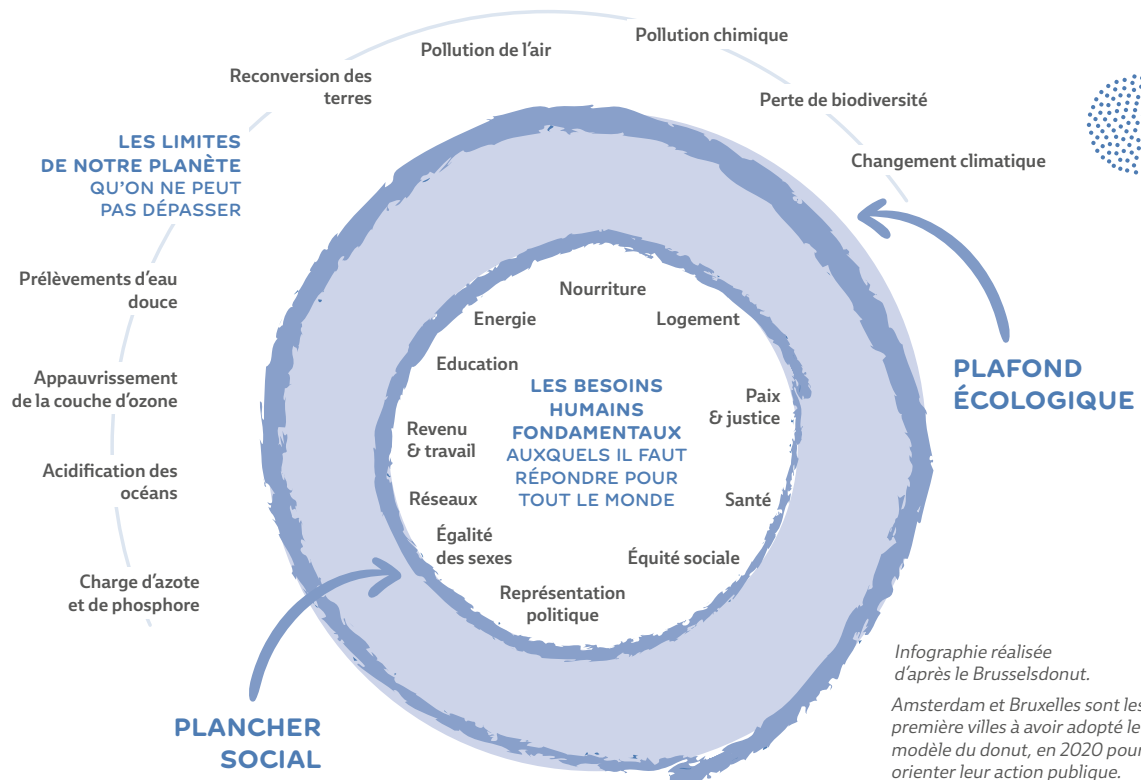 Pollution chimique
Pollution de l'air
Reconversion des
terres
Perte de biodiversité
LES LIMITES
DE NOTRE PLANÈTE
QU'ON NE PEUT
PAS DÉPASSER
Changement climatique
Prélèvements d'eau
douce
Nourriture
Energie
Logement
Education
PLAFOND
ÉCOLOGIQUE
Appauvrissement
de la couche d'ozone
LES BESOINS
HUMAINS
FONDAMENTAUX
AUXQUELS IL FAUT
RÉPONDRE POUR
TOUT LE MONDE
Paix
& justice
Revenu
& travail
Acidification des
océans
Réseaux
Santé
Égalité
des sexes
Équité sociale
Charge d'azote
et de phosphore
Représentation
politique
PLANCHER
SOCIAL
Infographie réalisée
d'après le Brusselsdonut.
Amsterdam et Bruxelles sont les
première villes à avoir adopté le
modèle du donut, en 2020 pour
orienter leur action publique.